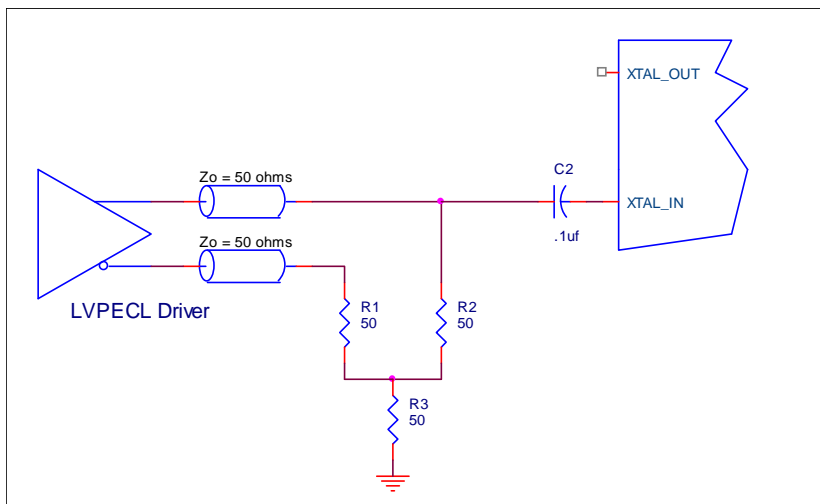 XTAL_OUT
C2
Zo = 50 ohms
XTAL_IN
.1uf
Zo = 50 ohms
LVPECL Driver
R1
50
R2
50
R3
50